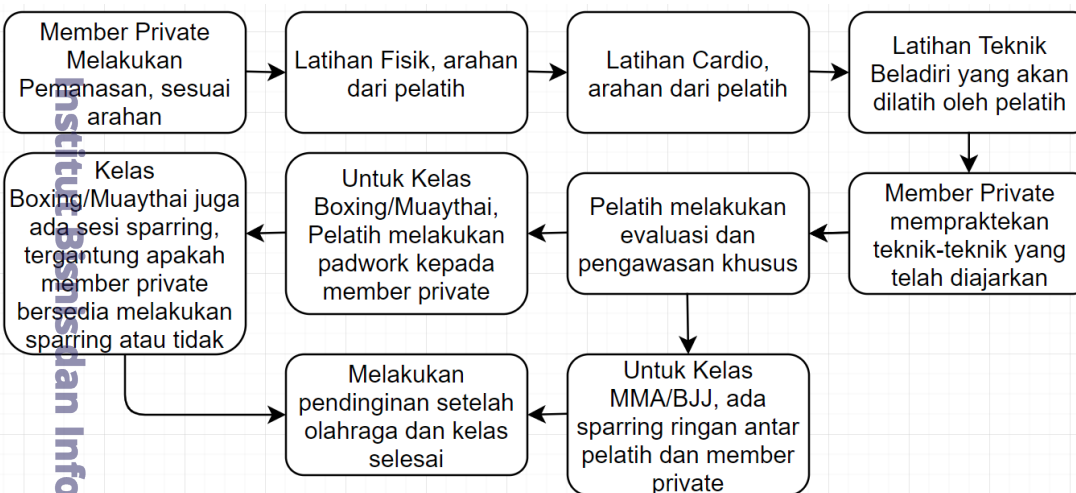 Member Private
Melakukan
Pemanasan, sesuai
arahan
Latihan Fisik, arahan
dari pelatih
Latihan Cardio,
arahan dari pelatih
Latihan Teknik
Beladiri yang akan
dilatih oleh pelatih
Member Private
mempraktekan
teknik-teknik yang
telah diajarkan
Pelatih melakukan
evaluasi dan
pengawasan khusus
Untuk Kelas
Boxing/Muaythai,
Pelatih melakukan
padwork kepada
member private
Kelas
Boxing/Muaythai juga
ada sesi sparring,
tergantung apakah
member private
bersedia melakukan
sparring atau tidak
Untuk Kelas
MMA/BJJ, ada
sparring ringan antar
pelatih dan member
private
Melakukan
pendinginan setelah
olahraga dan kelas
selesai
Institut Bisnis dan Info